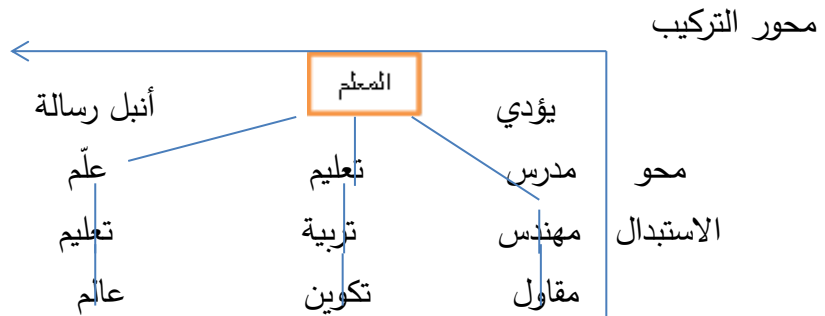 محور التركيب
المعلم
يؤدي أنبل رسالة
محو مدرس تعليم علّم
الاستبدال مهندس تربية تعليم
مقاول تكوين عالم